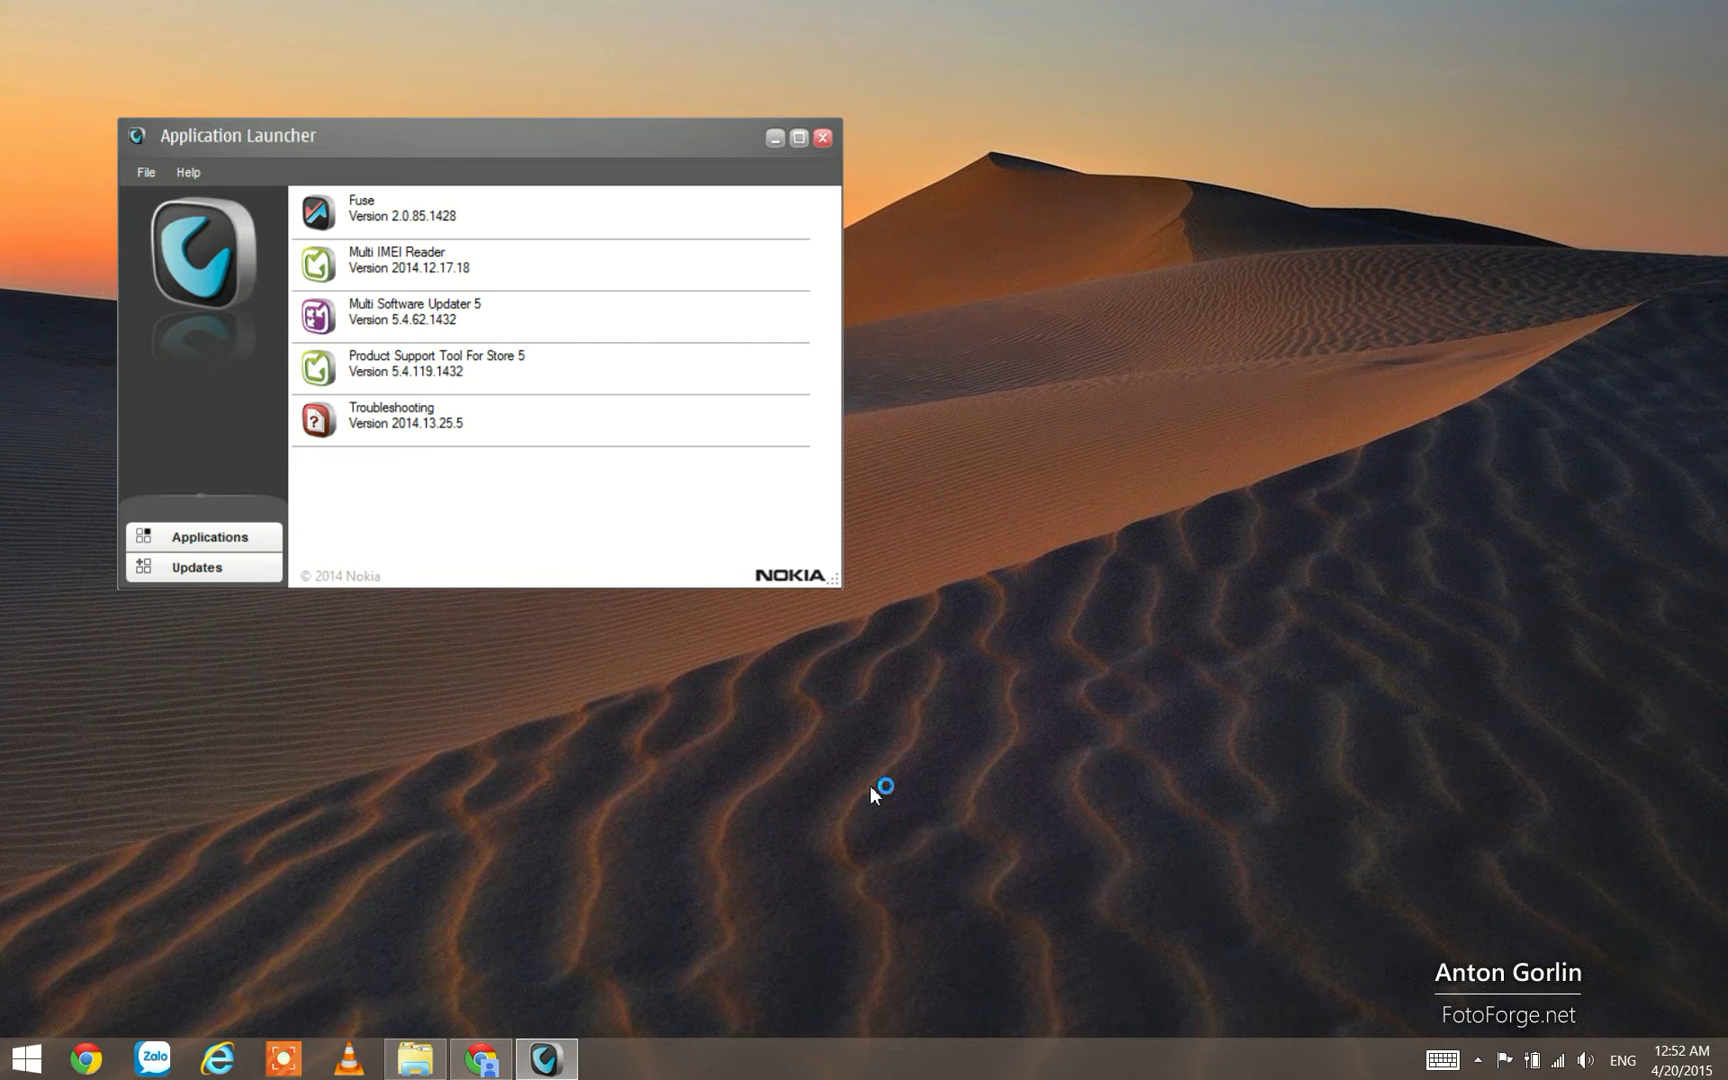 Application Launcher
File Help
Fuse
Version 2.0.85.1428
Multi IMEI Reader
Version 2014.12.17.18
Multi Software Updater 5
Version 5.4.62.1432
Product Support Tool For Store 5
Version 5.4.119.1432
Troubleshooting
Version 2014.13.25.5
Applications
Updates
© 2014 Nokia
NOKIA
Anton Gorlin
FotoForge.net
Zalo
ENG
12:52 AM
4/20/2015